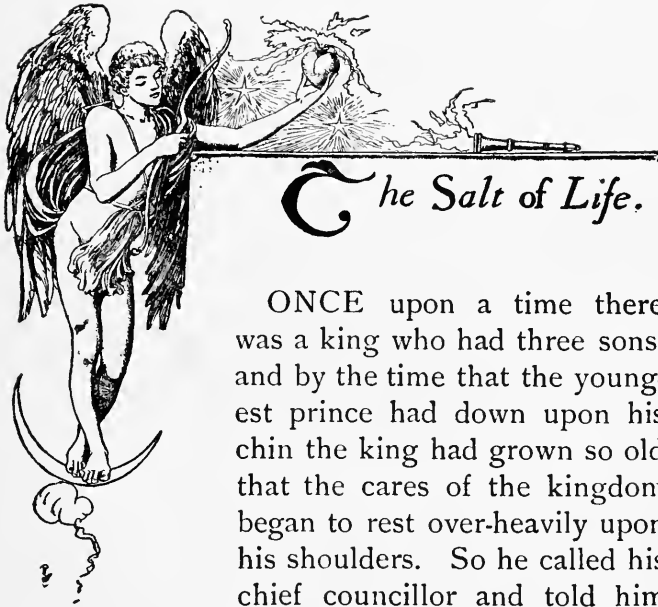 The Salt of Life.
ONCE upon a time there
was a king who had three sons,
and by the time that the young-
est prince had down upon his
chin the king had grown so old
that the cares of the kingdom
began to rest over-heavily upon
his shoulders. So he called his
chief councillor and told him